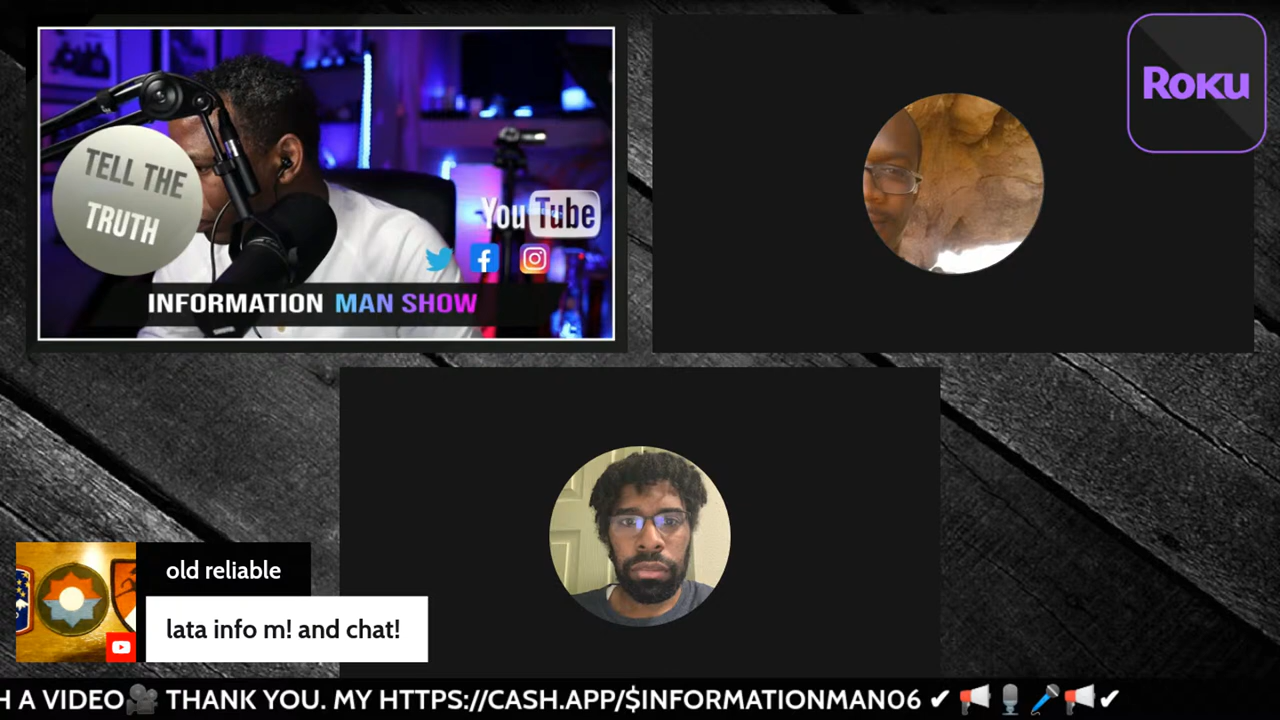 TELL THE
TRUTH
YouTube
INFORMATION MAN SHOW
ROKU
old reliable
lata info m! and chat!
H A VIDEO🎥 THANK YOU. MY HTTPS://CASH.APP/$INFORMATIONMAN06 ✔ 📢 🎙 🎤 📢 ✔